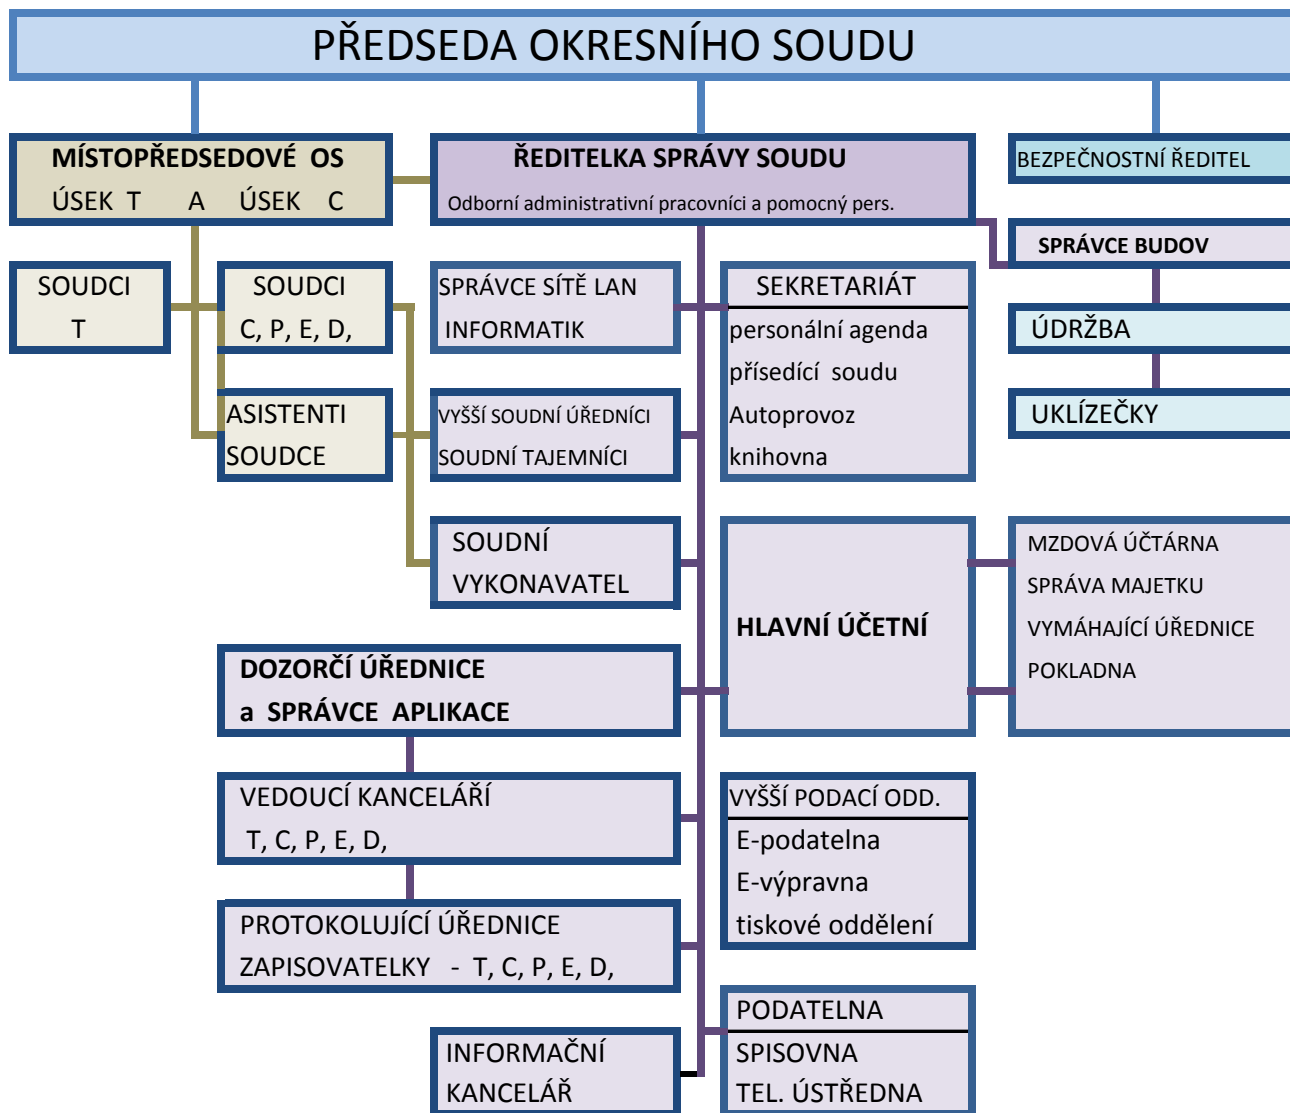 PŘEDSEDA OKRESNÍHO SOUDU
MÍSTOPŘEDSEDOVÉ OS
ÚSEK T A ÚSEK C
ŘEDITELKA SPRÁVY SOUDU
Odborní administrativní pracovníci a pomocný pers.
BEZPEČNOSTNÍ ŘEDITEL
SPRÁVCE BUDOV
SOUDCI
T
SOUDCI
C, P, E, D,
SPRÁVCE SÍTĚ LAN
INFORMATIK
SEKRETARIÁT
personální agenda
přísedící soudu
Autoprovoz
knihovna
ÚDRŽBA
UKLÍZEČKY
ASISTENTI
SOUDCE
VYŠŠÍ SOUDNÍ ÚŘEDNÍCI
SOUDNÍ TAJEMNÍCI
SOUDNÍ
VYKONAVATEL
HLAVNÍ ÚČETNÍ
MZDOVÁ ÚČTÁRNA
SPRÁVA MAJETKU
VYMÁHAJÍCÍ ÚŘEDNICE
POKLADNA
DOZORČÍ ÚŘEDNICE
a SPRÁVCE APLIKACE
VEDOUCÍ KANCELÁŘÍ
T, C, P, E, D,
VYŠŠÍ PODACÍ ODD.
E-podatelna
E-výpravna
tiskové oddělení
PROTOKOLUJÍCÍ ÚŘEDNICE
ZAPISOVATELKY - T, C, P, E, D,
PODATELNA
SPISOVNA
TEL. ÚSTŘEDNA
INFORMAČNÍ
KANCELÁŘ